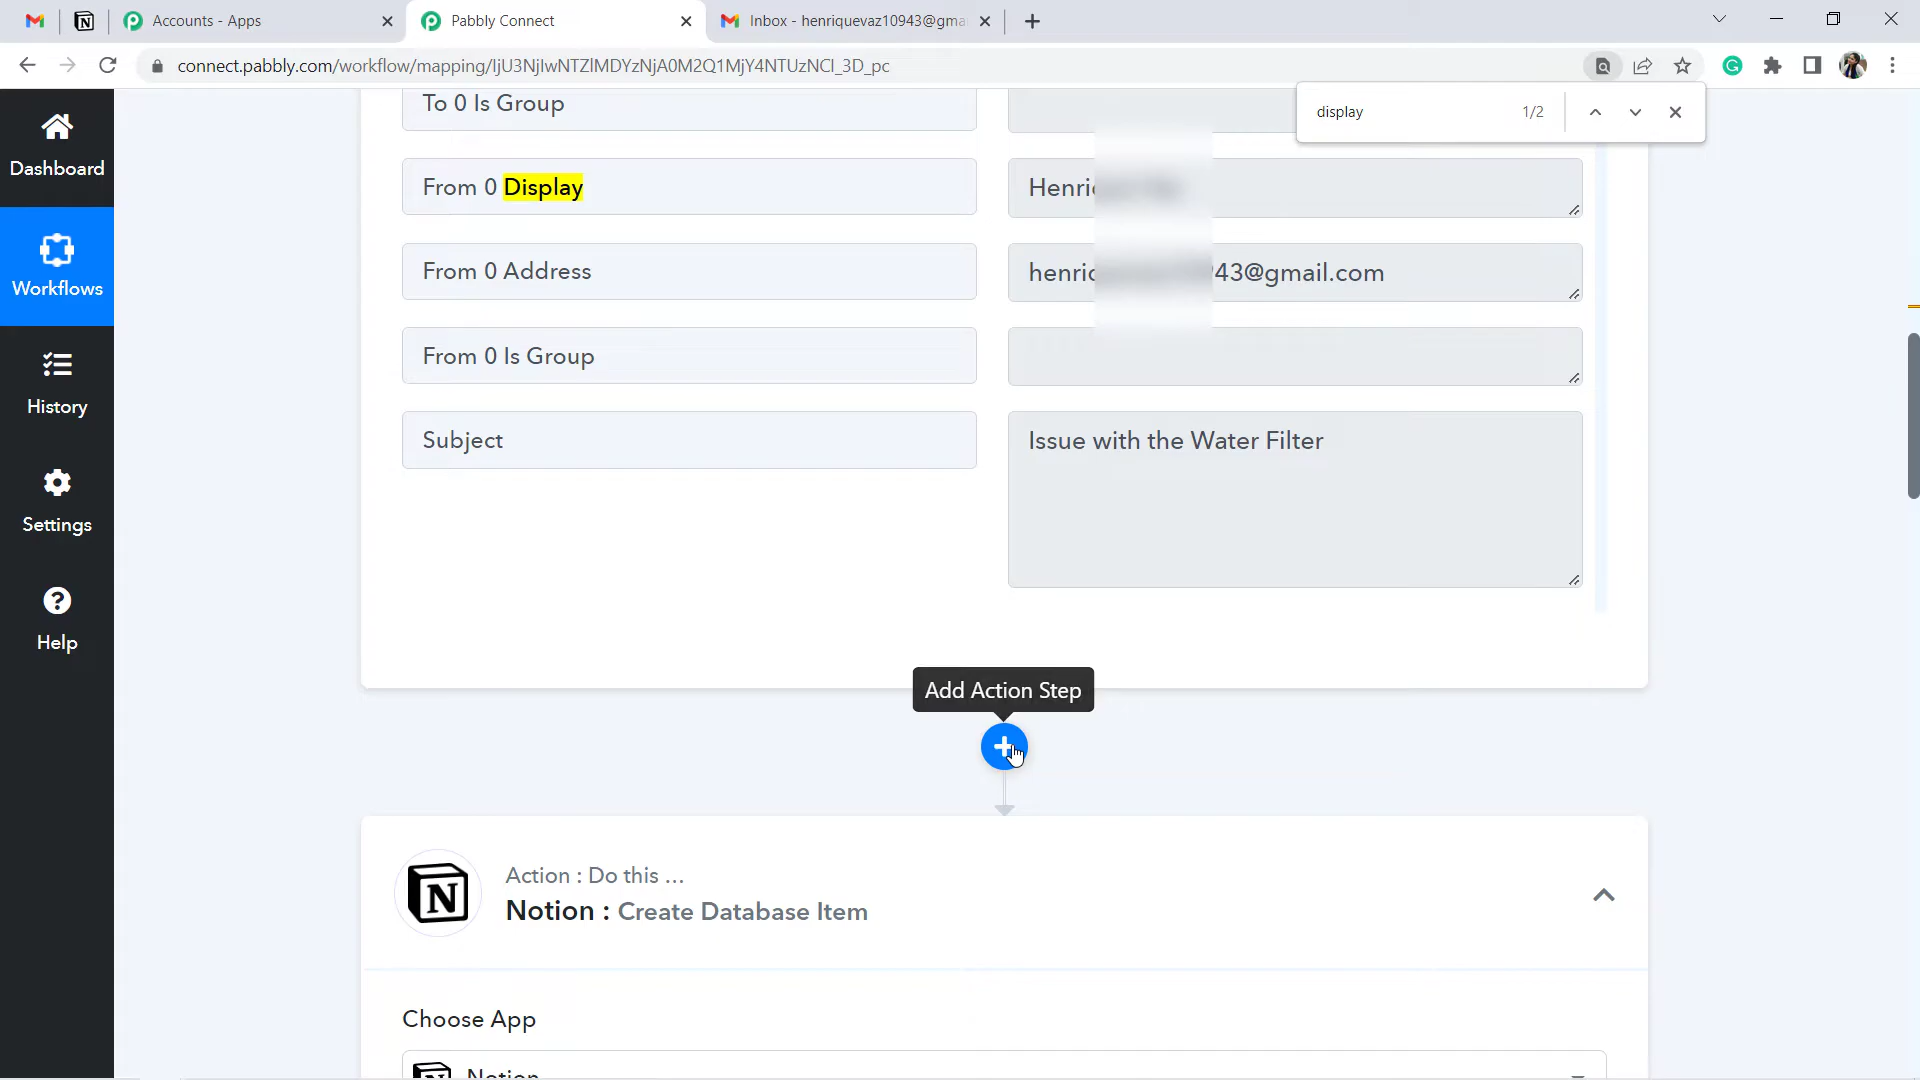 Accounts - Apps
Pabbly Connect
Inbox - henriquevaz10943@gma
connect.pabbly.com/workflow/mapping/IjU3NjIwNTZlMDYzNjA0M2Q1MjY4NTUzNCI_3D_pc
display 1/2
Dashboard
Workflows
History
Settings
Help
To 0 Is Group
From 0 Display
Henri
From 0 Address
henri 43@gmail.com
From 0 Is Group
Subject
Issue with the Water Filter
Add Action Step
Action : Do this ...
Notion : Create Database Item
Choose App
Notion